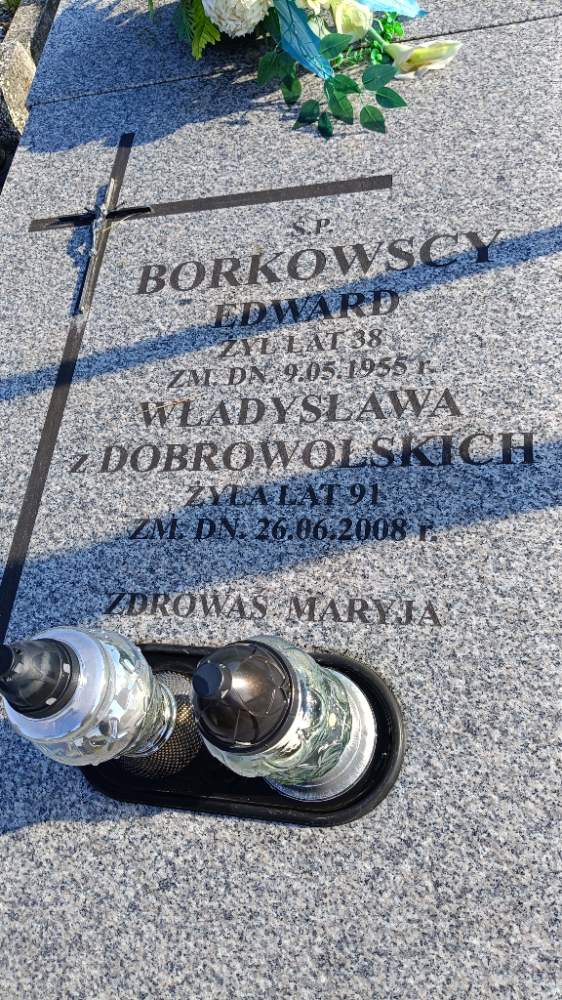 Ś.P.
BORKOWSCY
EDWARD
ŻYŁ LAT 38
ZM. DN. 9.05.1955 r.
WŁADYSŁAWA
z DOBROWOLSKICH
ŻYŁA LAT 91
ZM. DN. 26.06.2008 r.
ZDROWAŚ MARYJA